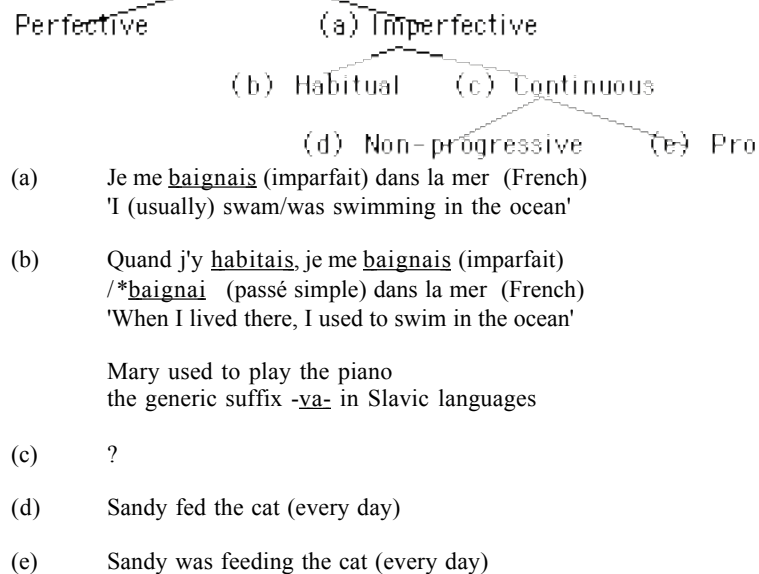 Perfective (a) Imperfective
(b) Habitual (c) Continuous
(d) Non-progressive (e) Pro
(a) Je me baignais (imparfait) dans la mer (French)
'I (usually) swam/was swimming in the ocean'
(b) Quand j'y habitais, je me baignais (imparfait)
/*baignai (passé simple) dans la mer (French)
'When I lived there, I used to swim in the ocean'
Mary used to play the piano
the generic suffix -va- in Slavic languages
(c) ?
(d) Sandy fed the cat (every day)
(e) Sandy was feeding the cat (every day)